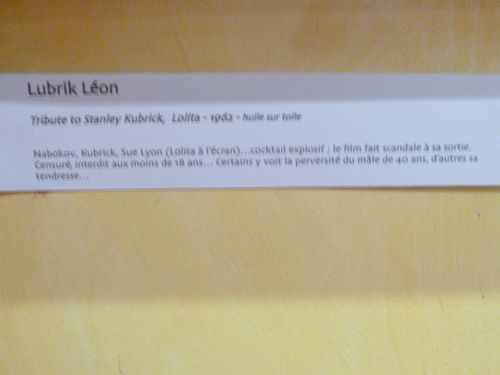 Lubrik Léon
Tribute to Stanley Kubrick, Lolita - 1962 - huile sur toile
Nabokov, Kubrick, Sue Lyon (Lolita à l'écran)...cocktail explosif ; le film fait scandale à sa sortie.
Censuré, interdit aux moins de 18 ans... Certains y voit la perversité du mâle de 40 ans, d'autres sa
tendresse...